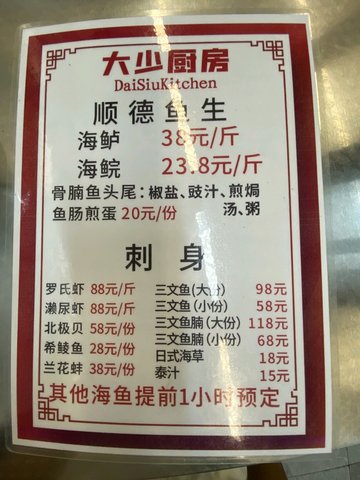 大少厨房
DaiSiuKitchen
顺德鱼生
海鲈 38元/斤
海鲩 23.8元/斤
骨腩鱼头尾：椒盐、豉汁、煎焗
汤、粥
鱼肠煎蛋 20元/份
刺身
罗氏虾 88元/斤
濑尿虾 88元/斤
北极贝 58元/份
希鲮鱼 28元/份
兰花蚌 38元/份
三文鱼(大份) 98元
三文鱼(小份) 58元
三文鱼腩(大份) 118元
三文鱼腩(小份) 68元
日式海草 18元
泰汁 15元
其他海鱼提前1小时预定